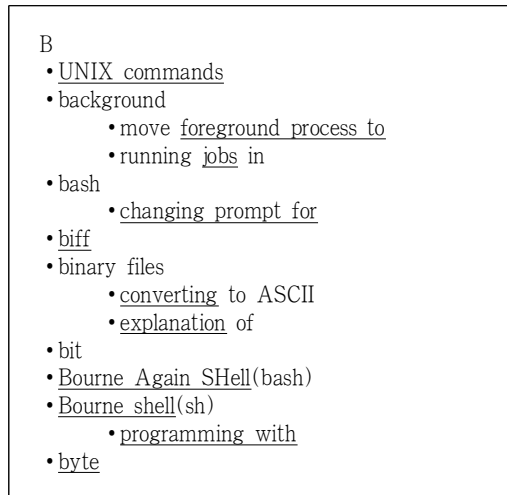 B
• UNIX commands
• background
• move foreground process to
• running jobs in
• bash
• changing prompt for
• biff
• binary files
• converting to ASCII
• explanation of
• bit
• Bourne Again SHell(bash)
• Bourne shell(sh)
• programming with
• byte